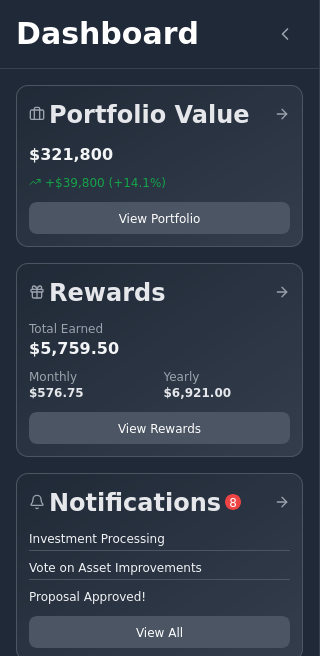 Dashboard
Portfolio Value
$321,800
+$39,800 (+14.1%)
View Portfolio
Rewards
Total Earned
$5,759.50
Monthly Yearly
$576.75 $6,921.00
View Rewards
Notifications 8
Investment Processing
Vote on Asset Improvements
Proposal Approved!
View All